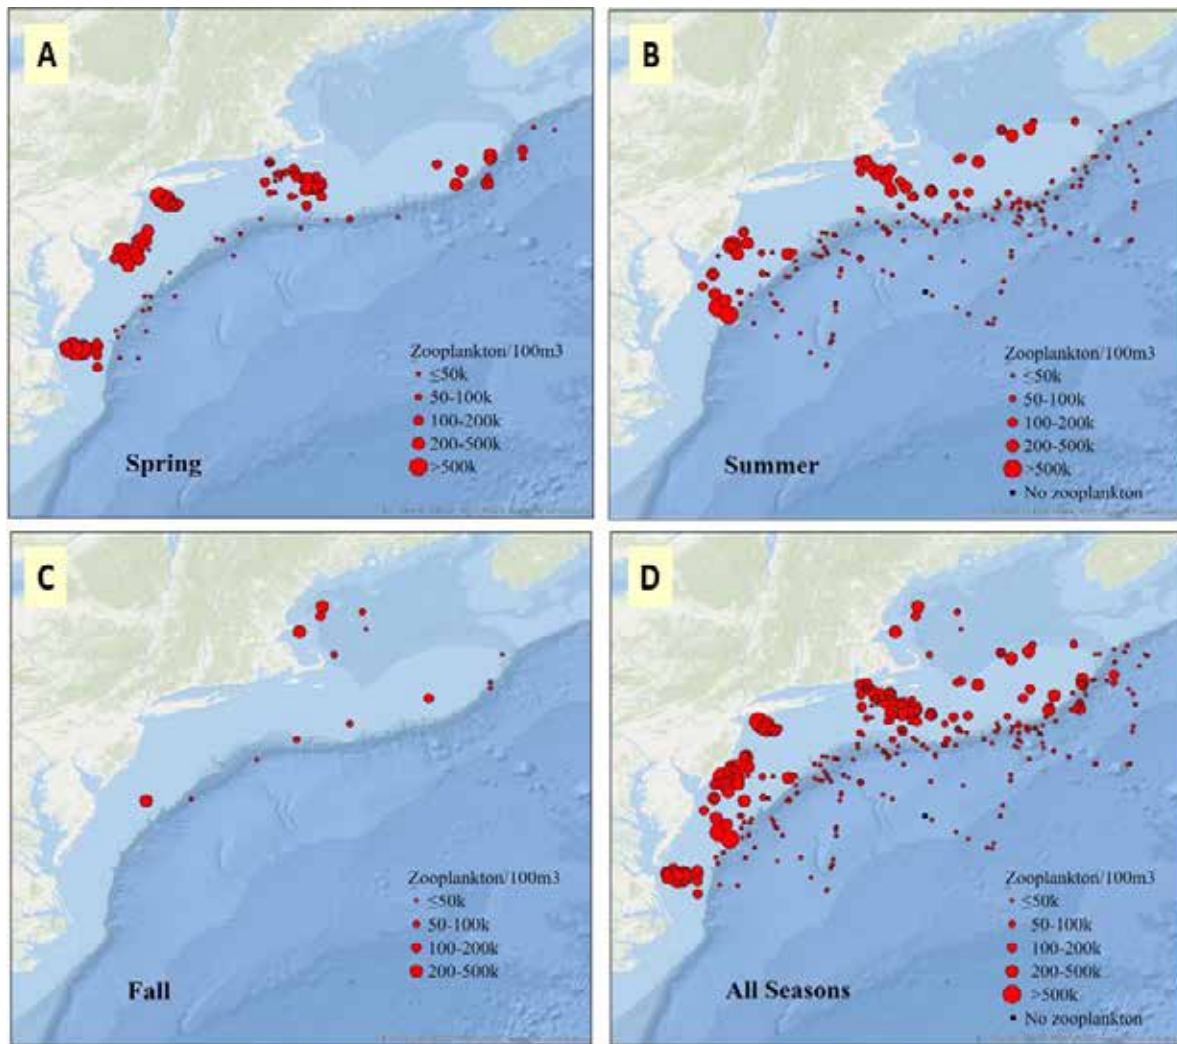 A
Zooplankton/100m3
≤50k
50-100k
100-200k
200-500k
>500k
Spring
B
Zooplankton/100m3
≤50k
50-100k
100-200k
200-500k
>500k
No zooplankton
Summer
C
Zooplankton/100m3
≤50k
50-100k
100-200k
200-500k
Fall
D
Zooplankton/100m3
≤50k
50-100k
100-200k
200-500k
>500k
No zooplankton
All Seasons